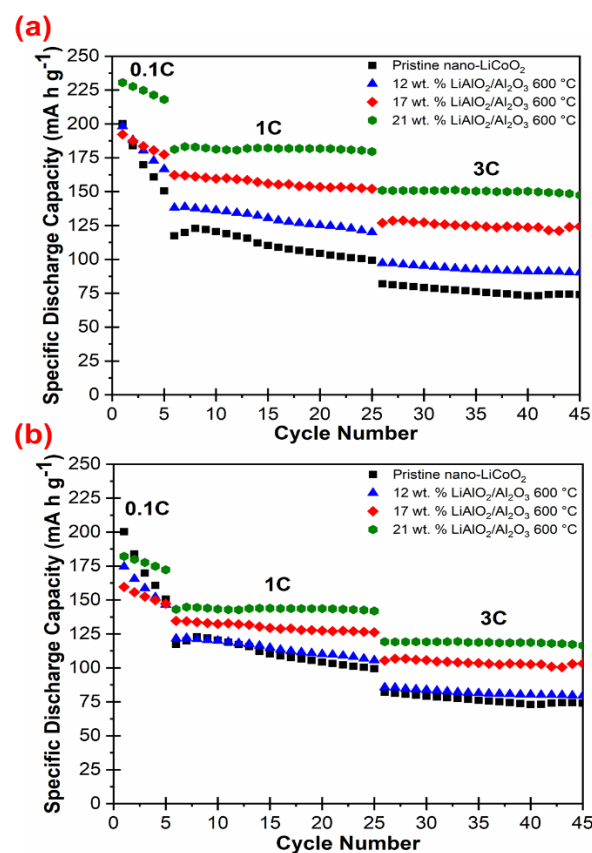 (a)
Specific Discharge Capacity (mA h g⁻¹)
250
225
200
175
150
125
100
75
50
25
0
0.1C
1C
3C
Pristine nano-LiCoO₂
12 wt. % LiAlO₂/Al₂O₃ 600 °C
17 wt. % LiAlO₂/Al₂O₃ 600 °C
21 wt. % LiAlO₂/Al₂O₃ 600 °C
0 5 10 15 20 25 30 35 40 45
Cycle Number
(b)
Specific Discharge Capacity (mA h g⁻¹)
250
225
200
175
150
125
100
75
50
25
0
0.1C
1C
3C
Pristine nano-LiCoO₂
12 wt. % LiAlO₂/Al₂O₃ 600 °C
17 wt. % LiAlO₂/Al₂O₃ 600 °C
21 wt. % LiAlO₂/Al₂O₃ 600 °C
0 5 10 15 20 25 30 35 40 45
Cycle Number